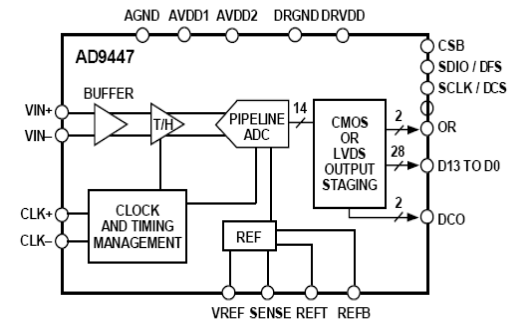 AGND AVDD1 AVDD2 DRGND DRVDD
AD9447
CSB
SDIO / DFS
SCLK / DCS
BUFFER
VIN+
VIN–
T/H
PIPELINE
ADC
14
CMOS
OR
LVDS
OUTPUT
STAGING
2
OR
28
D13 TO D0
2
DCO
CLK+
CLK–
CLOCK
AND TIMING
MANAGEMENT
REF
VREF SENSE REFT REFB